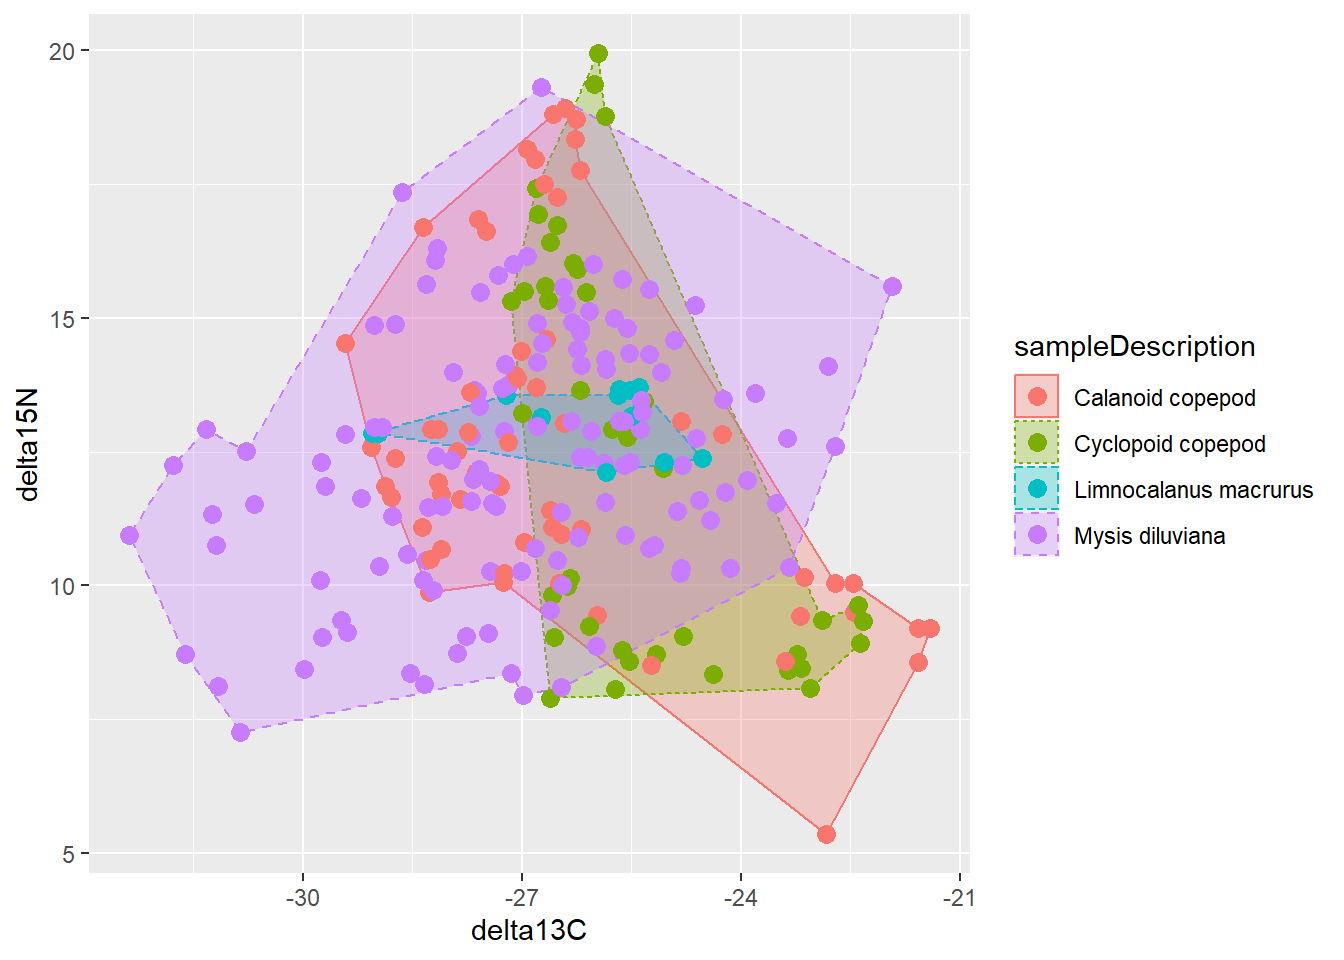 20
15
10
5
delta15N
-30
-27
-24
-21
delta13C
sampleDescription
Calanoid copepod
Cyclopoid copepod
Limnocalanus macrurus
Mysis diluviana